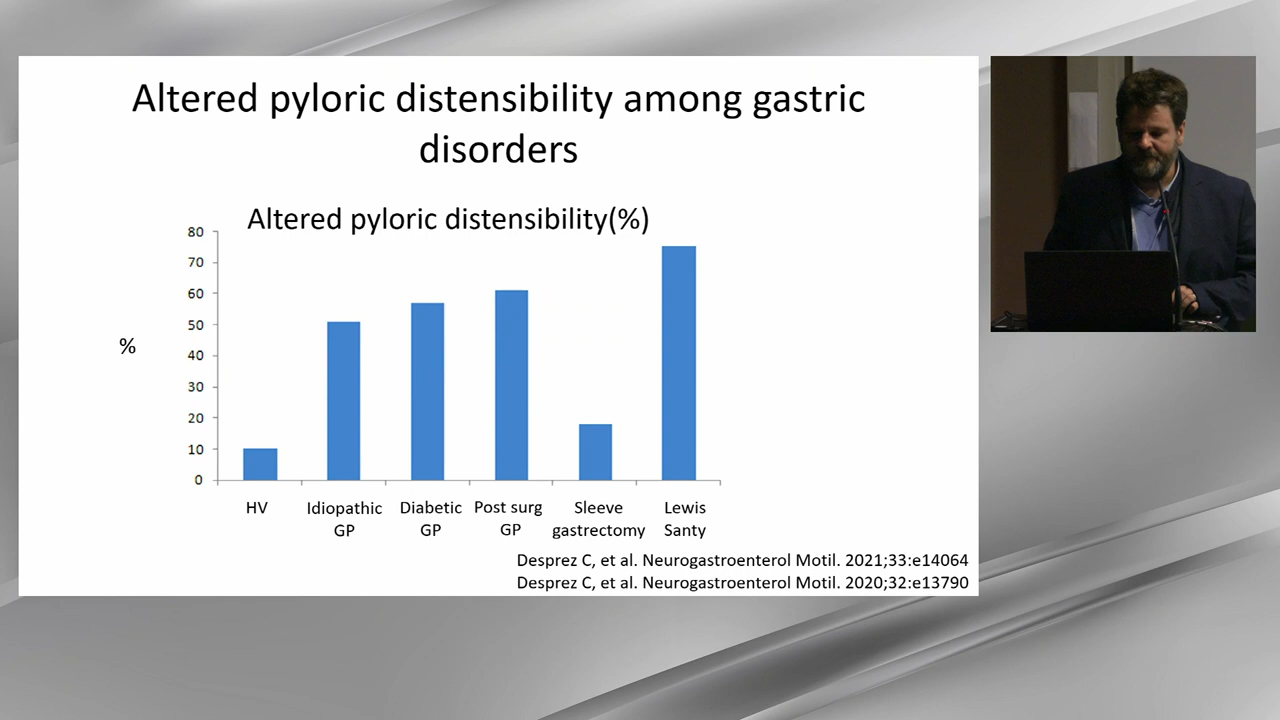 Altered pyloric distensibility among gastric
disorders
Altered pyloric distensibility(%)
%
80
70
60
50
40
30
20
10
0
HV
Idiopathic
GP
Diabetic
GP
Post surg
GP
Sleeve
gastrectomy
Lewis
Santy
Desprez C, et al. Neurogastroenterol Motil. 2021;33:e14064
Desprez C, et al. Neurogastroenterol Motil. 2020;32:e13790